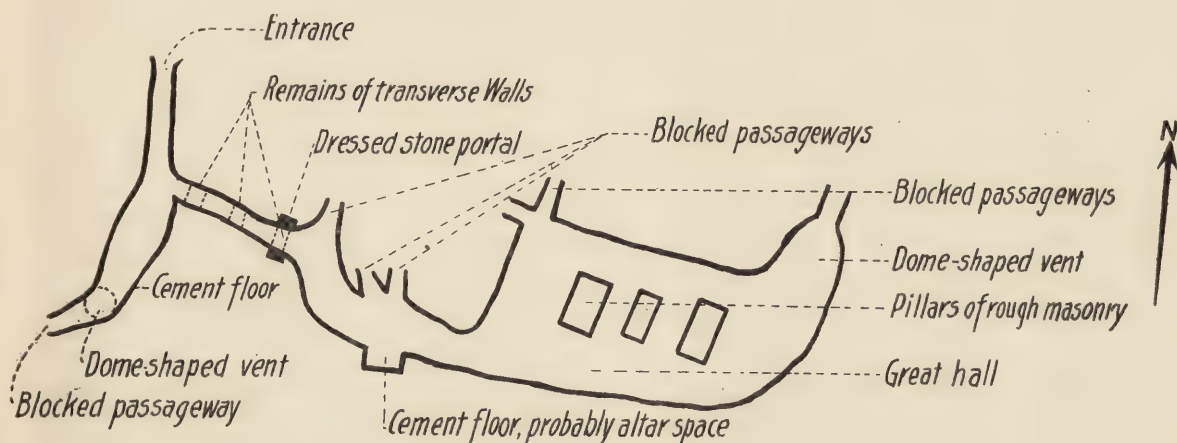 Entrance
Remains of transverse Walls
Dressed stone portal
Blocked passageways
N
Blocked passageways
Dome-shaped vent
Cement floor
Pillars of rough masonry
Dome-shaped vent
Great hall
Blocked passageway
Cement floor, probably altar space